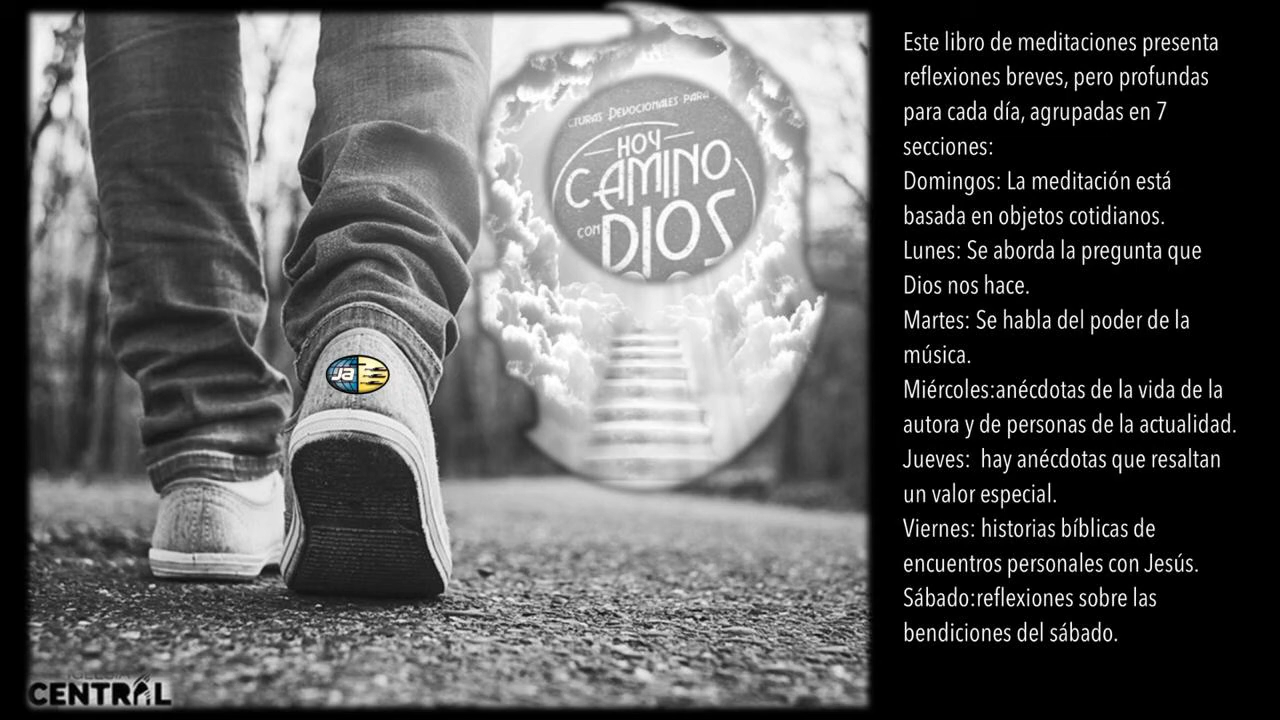 PARA
HOY
CAMINO
CON
DIOS
JA
CENTRAL
Este libro de meditaciones presenta
reflexiones breves, pero profundas
para cada día, agrupadas en 7
secciones:
Domingos: La meditación está
basada en objetos cotidianos.
Lunes: Se aborda la pregunta que
Dios nos hace.
Martes: Se habla del poder de la
música.
Miércoles:anécdotas de la vida de la
autora y de personas de la actualidad.
Jueves:  hay anécdotas que resaltan
un valor especial.
Viernes: historias bíblicas de
encuentros personales con Jesús.
Sábado:reflexiones sobre las
bendiciones del sábado.